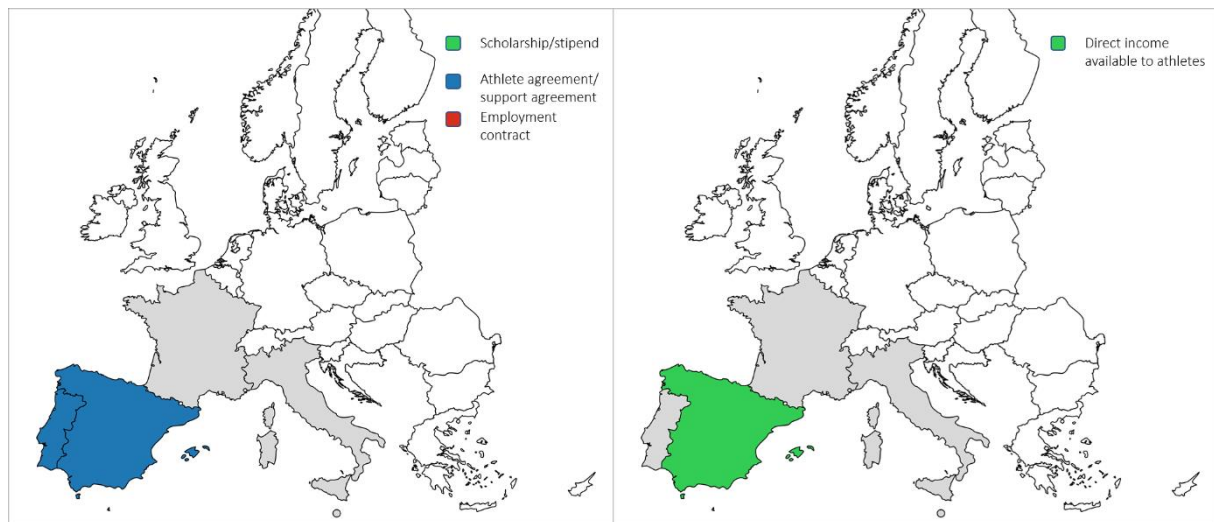 Scholarship/stipend
Athlete agreement/
support agreement
Employment
contract
Direct income
available to athletes